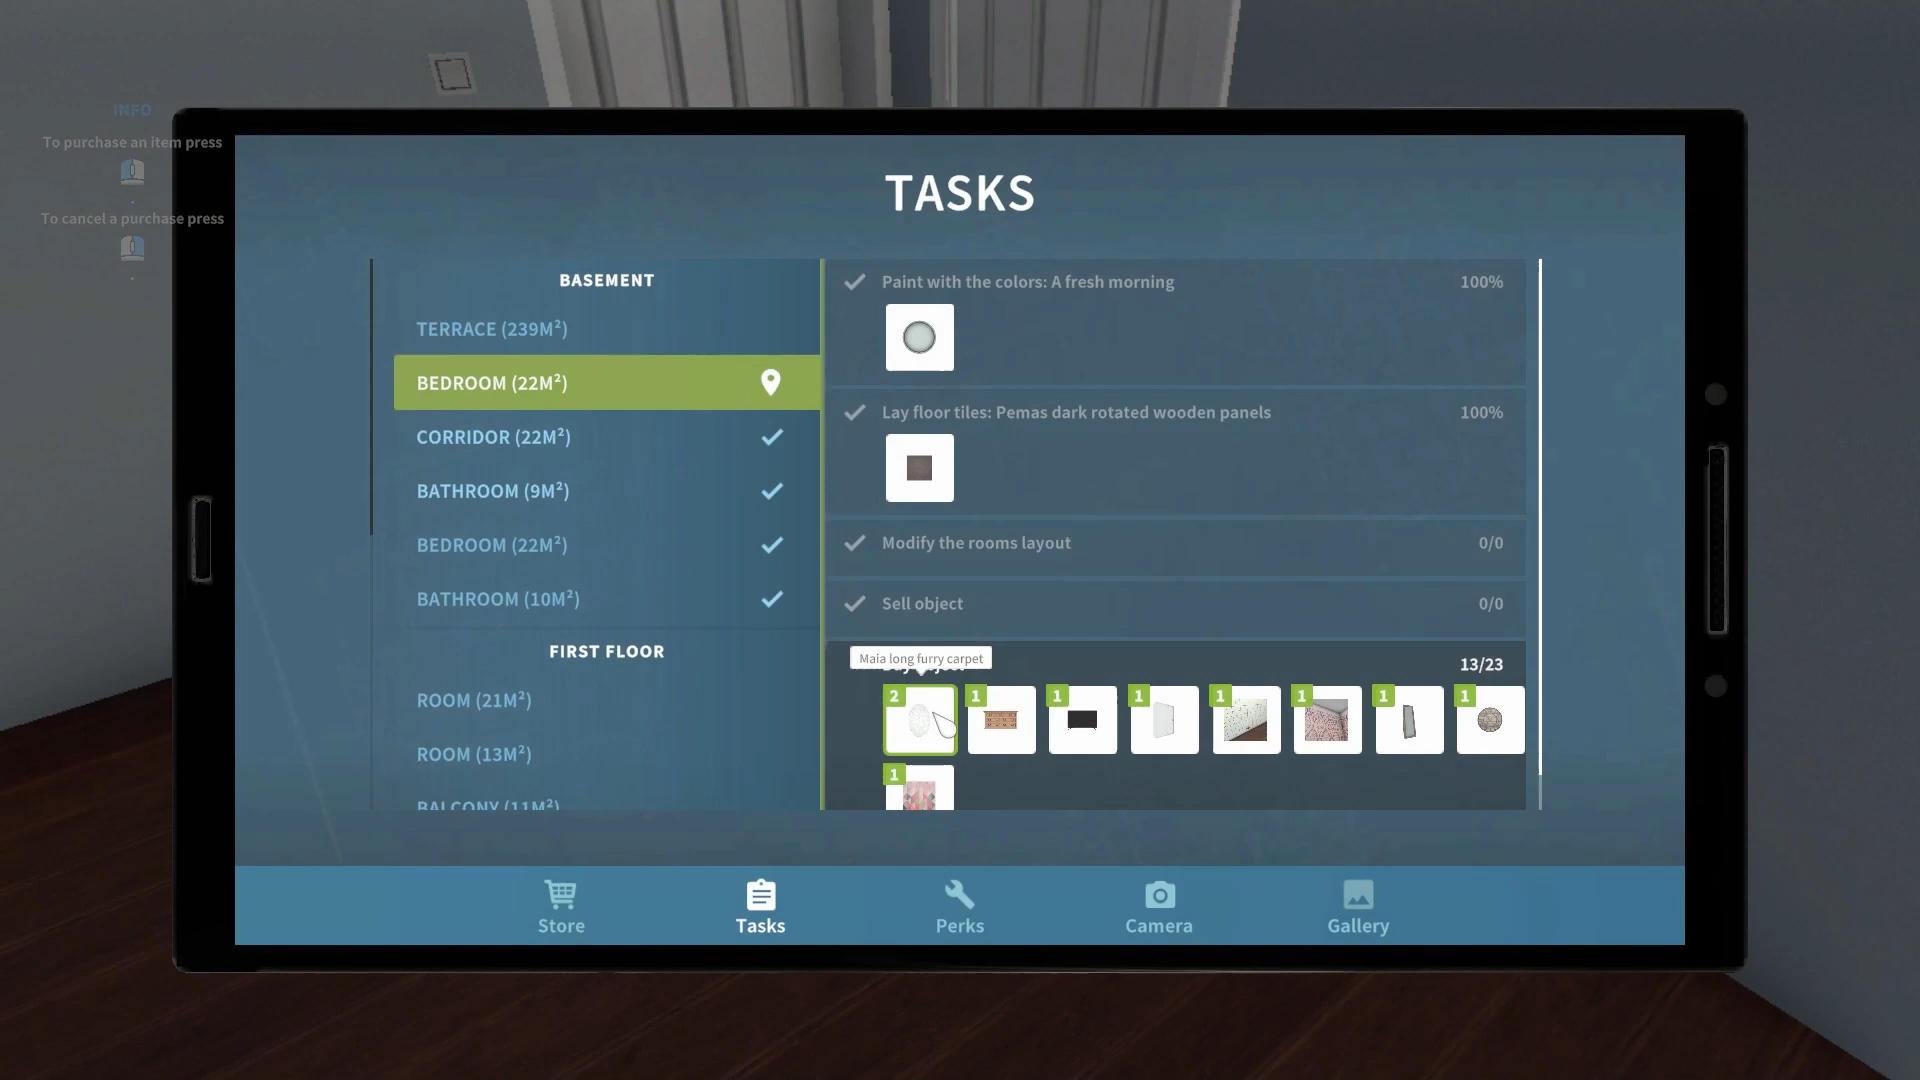 INFO
To purchase an item press
To cancel a purchase press
TASKS
BASEMENT
TERRACE (239M²)
BEDROOM (22M²)
CORRIDOR (22M²)
BATHROOM (9M²)
BEDROOM (22M²)
BATHROOM (10M²)
FIRST FLOOR
ROOM (21M²)
ROOM (13M²)
BALCONY (11M²)
Paint with the colors: A fresh morning 100%
Lay floor tiles: Pemas dark rotated wooden panels 100%
Modify the rooms layout 0/0
Sell object 0/0
Maia long furry carpet
13/23
2 1 1 1 1 1 1 1
1
Store Tasks Perks Camera Gallery